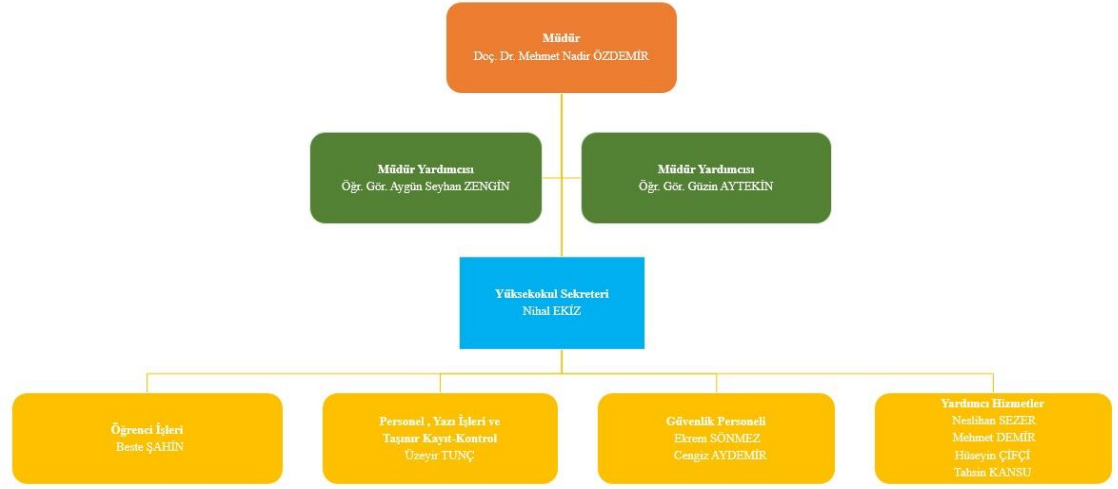 Müdür
Doç. Dr. Mehmet Nadir ÖZDEMİR
Müdür Yardımcısı
Öğr. Gör. Aygün Seyhan ZENGİN
Müdür Yardımcısı
Öğr. Gör. Güzin AYTEKİN
Yüksekokul Sekreteri
Nihal EKİZ
Öğrenci İşleri
Beste ŞAHİN
Personel , Yazı İşleri ve
Taşınır Kayıt-Kontrol
Üzeyir TUNÇ
Güvenlik Personeli
Ekrem SÖNMEZ
Cengiz AYDEMİR
Yardımcı Hizmetler
Neslihan SEZER
Mehmet DEMİR
Hüseyin ÇİFÇİ
Tahsin KANSU